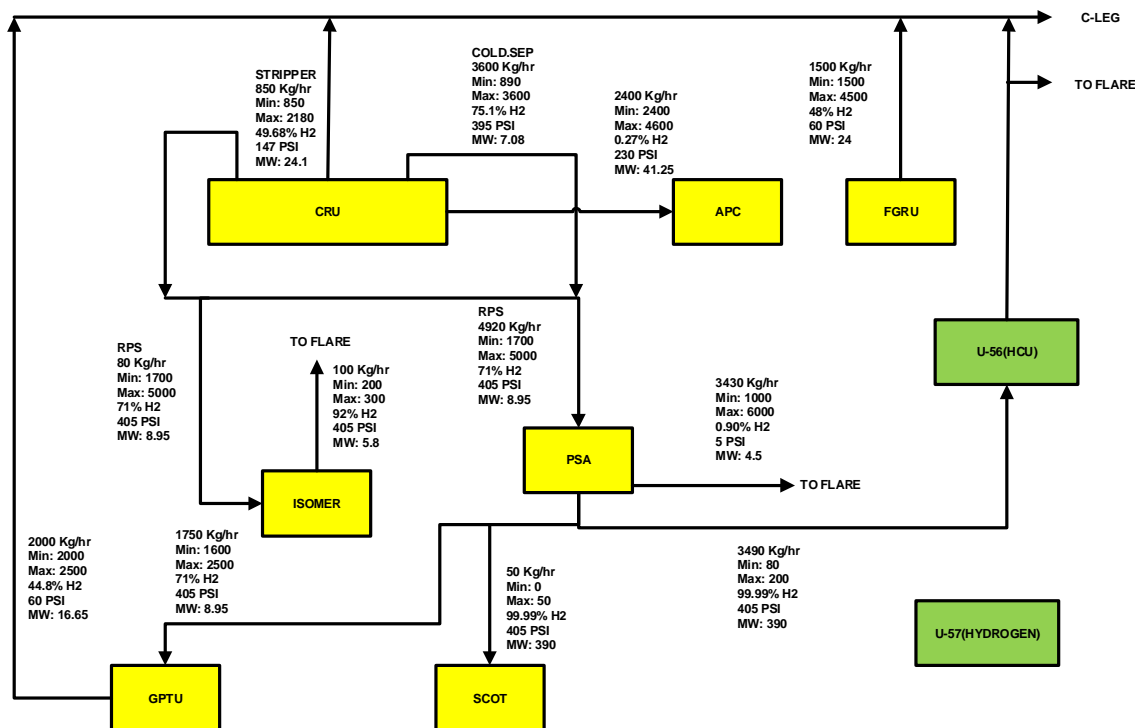 C-LEG
TO FLARE
STRIPPER
850 Kg/hr
Min: 850
Max: 2180
49.68% H2
147 PSI
MW: 24.1
COLD.SEP
3600 Kg/hr
Min: 890
Max: 3600
75.1% H2
395 PSI
MW: 7.08
2400 Kg/hr
Min: 2400
Max: 4600
0.27% H2
230 PSI
MW: 41.25
1500 Kg/hr
Min: 1500
Max: 4500
48% H2
60 PSI
MW: 24
CRU
APC
FGRU
RPS
80 Kg/hr
Min: 1700
Max: 5000
71% H2
405 PSI
MW: 8.95
TO FLARE
100 Kg/hr
Min: 200
Max: 300
92% H2
405 PSI
MW: 5.8
RPS
4920 Kg/hr
Min: 1700
Max: 5000
71% H2
405 PSI
MW: 8.95
U-56(HCU)
3430 Kg/hr
Min: 1000
Max: 6000
0.90% H2
5 PSI
MW: 4.5
PSA
ISOMER
TO FLARE
2000 Kg/hr
Min: 2000
Max: 2500
44.8% H2
60 PSI
MW: 16.65
1750 Kg/hr
Min: 1600
Max: 2500
71% H2
405 PSI
MW: 8.95
50 Kg/hr
Min: 0
Max: 50
99.99% H2
405 PSI
MW: 390
3490 Kg/hr
Min: 80
Max: 200
99.99% H2
405 PSI
MW: 390
U-57(HYDROGEN)
GPTU
SCOT